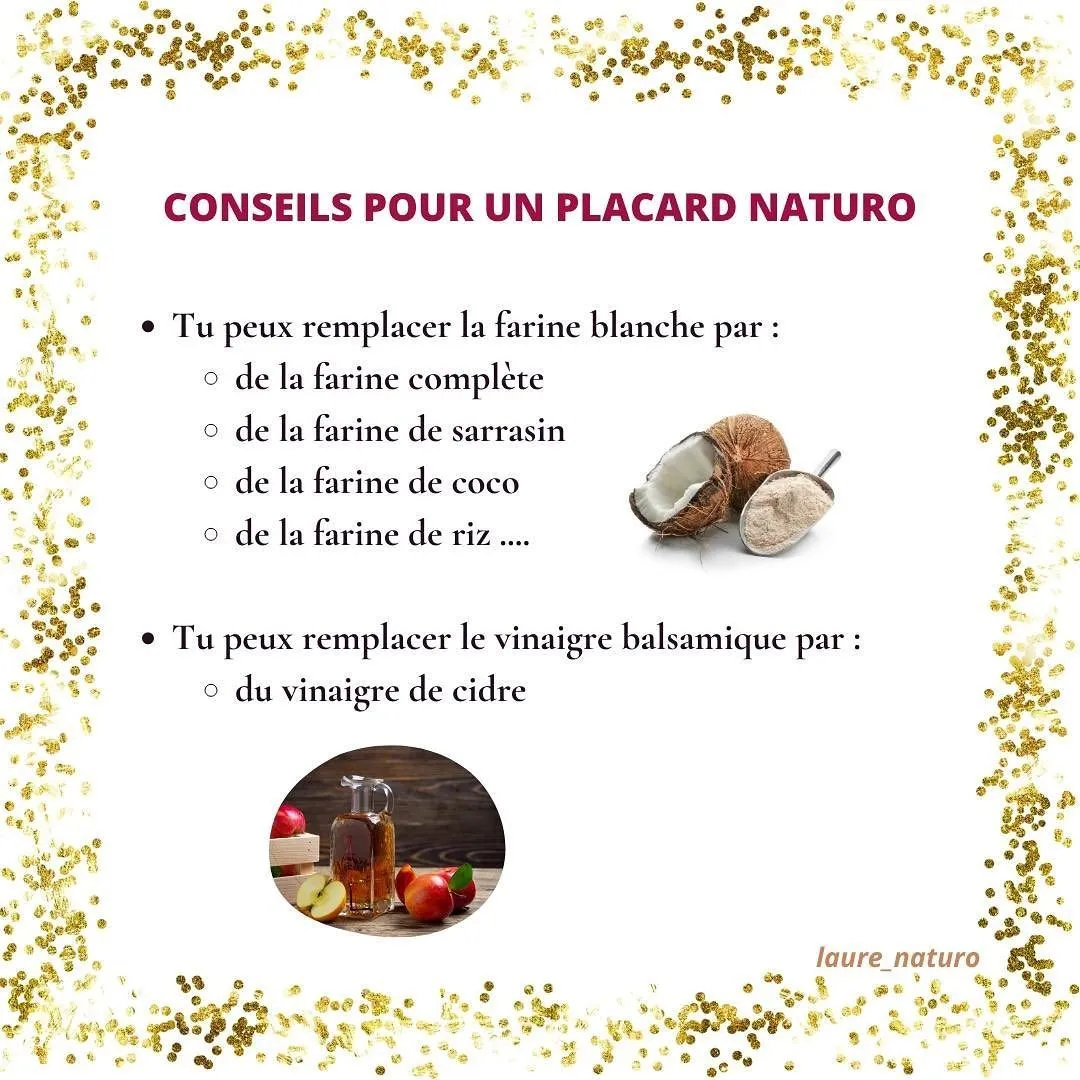 CONSEILS POUR UN PLACARD NATURO
• Tu peux remplacer la farine blanche par :
◦ de la farine complète
◦ de la farine de sarrasin
◦ de la farine de coco
◦ de la farine de riz ....
• Tu peux remplacer le vinaigre balsamique par :
◦ du vinaigre de cidre
laure_naturo